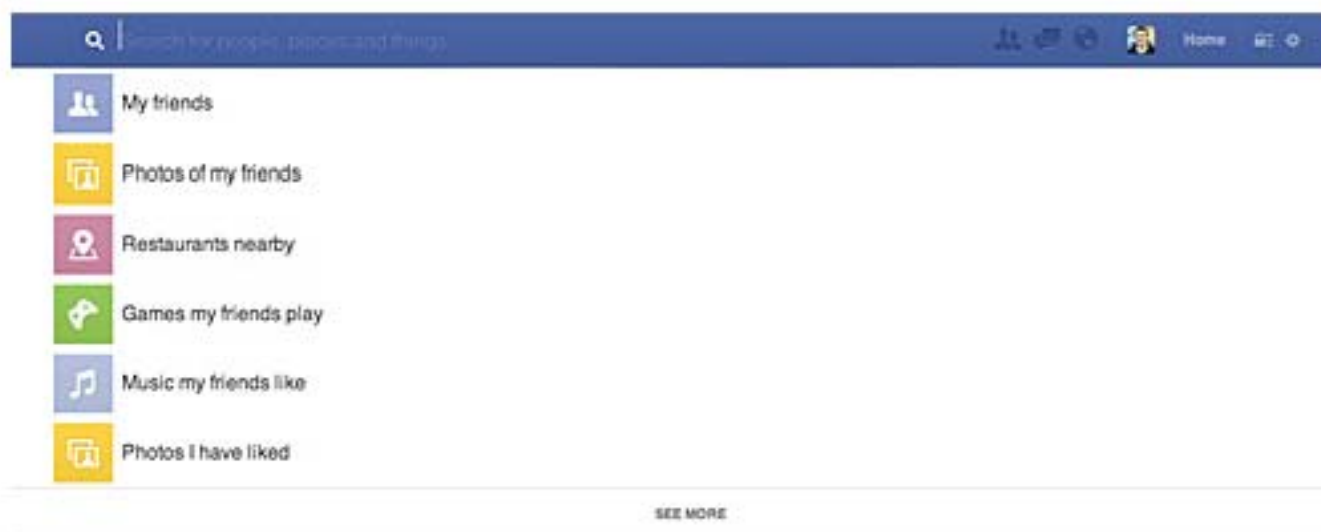 Search for people, places and things
Home
My friends
Photos of my friends
Restaurants nearby
Games my friends play
Music my friends like
Photos I have liked
SEE MORE